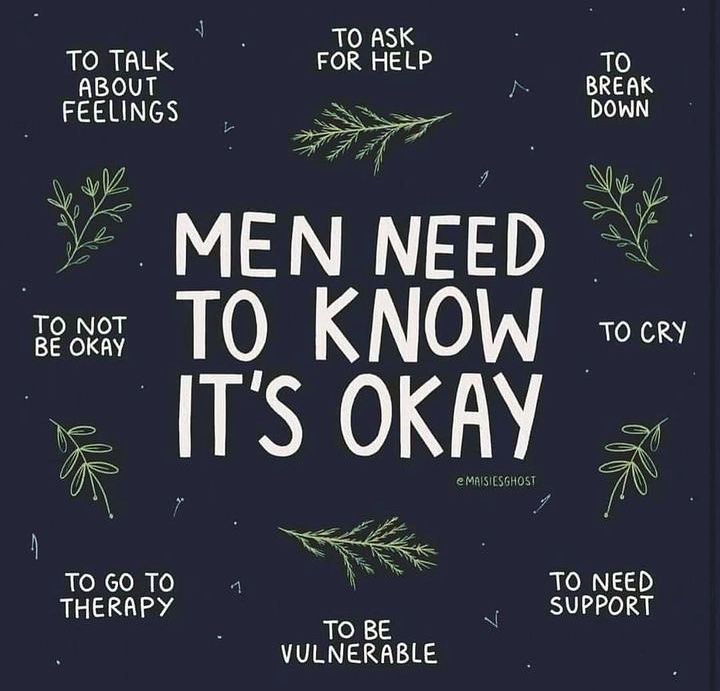 TO ASK
FOR HELP
TO TALK
ABOUT
FEELINGS
TO
BREAK
DOWN
MEN NEED
TO KNOW
IT'S OKAY
TO NOT
BE OKAY
TO CRY
@MAISIESGHOST
TO GO TO
THERAPY
TO NEED
SUPPORT
TO BE
VULNERABLE